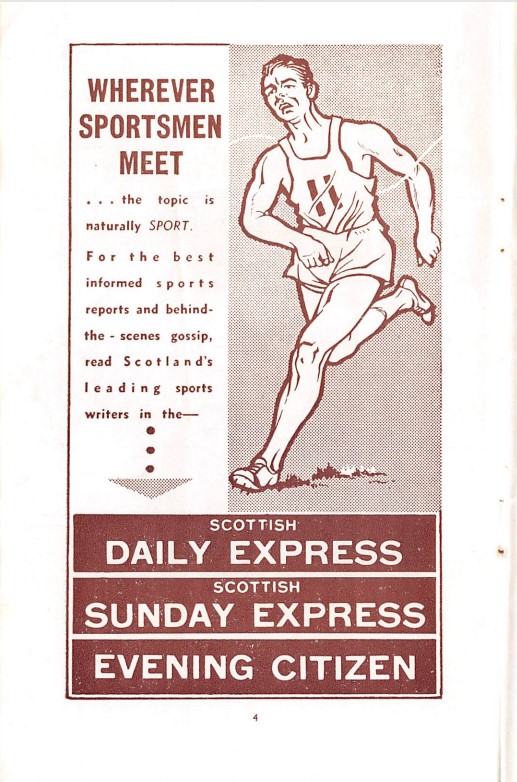 WHEREVER
SPORTSMEN
MEET
. . . the topic is
naturally SPORT.
For the best
informed sports
reports and behind-
the - scenes gossip,
read Scotland's
leading sports
writers in the—
SCOTTISH
DAILY EXPRESS
SCOTTISH
SUNDAY EXPRESS
EVENING CITIZEN
4